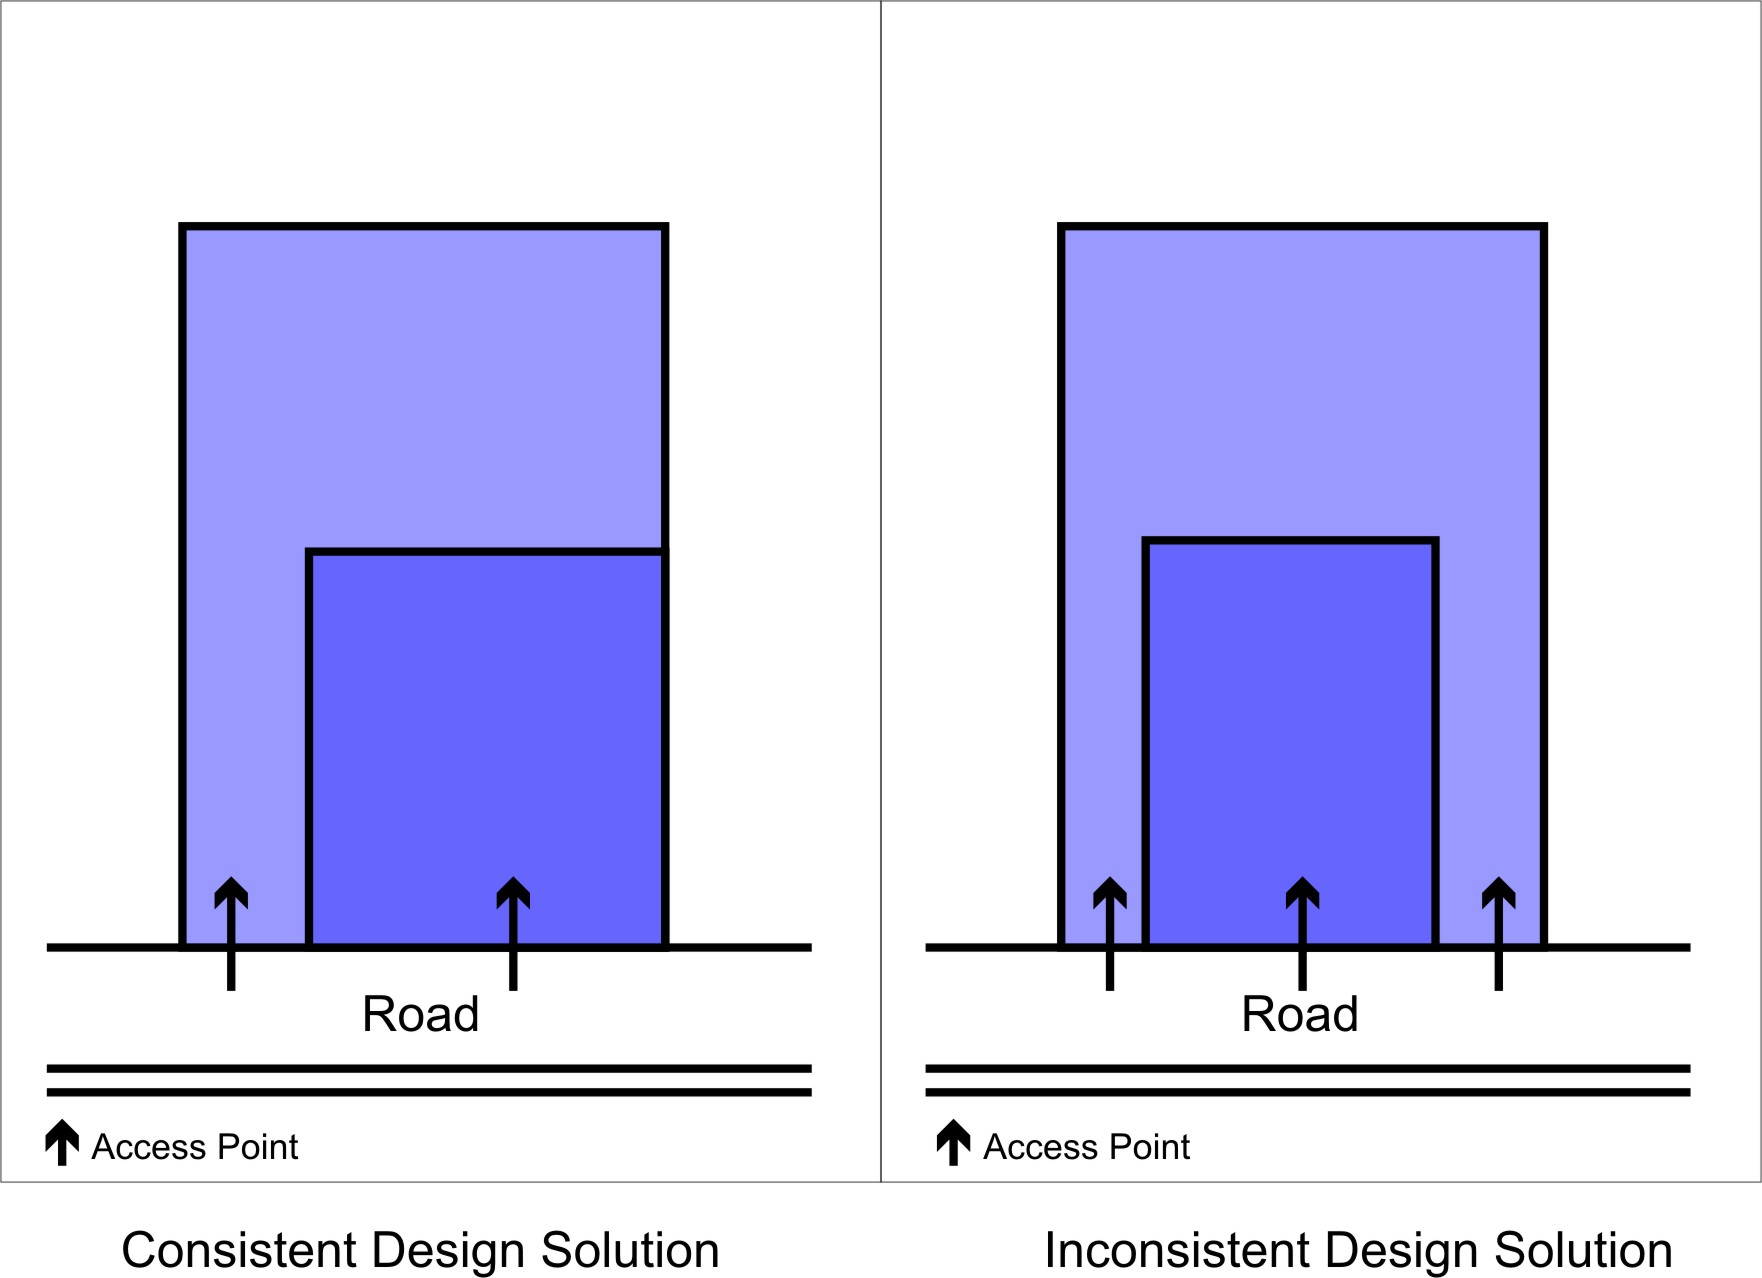 Road
Access Point
Consistent Design Solution
Road
Access Point
Inconsistent Design Solution